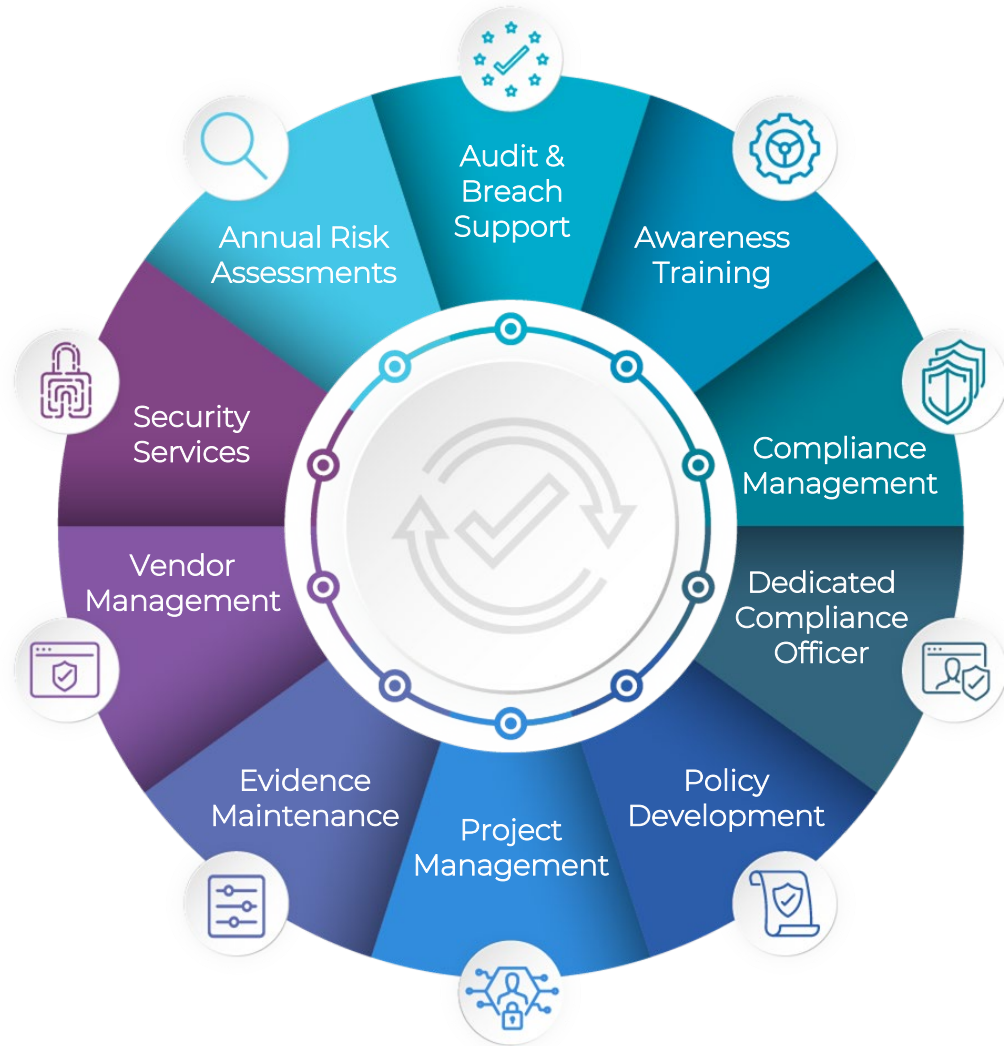 Audit &
Breach
Support
Awareness
Training
Compliance
Management
Dedicated
Compliance
Officer
Policy
Development
Project
Management
Evidence
Maintenance
Vendor
Management
Security
Services
Annual Risk
Assessments